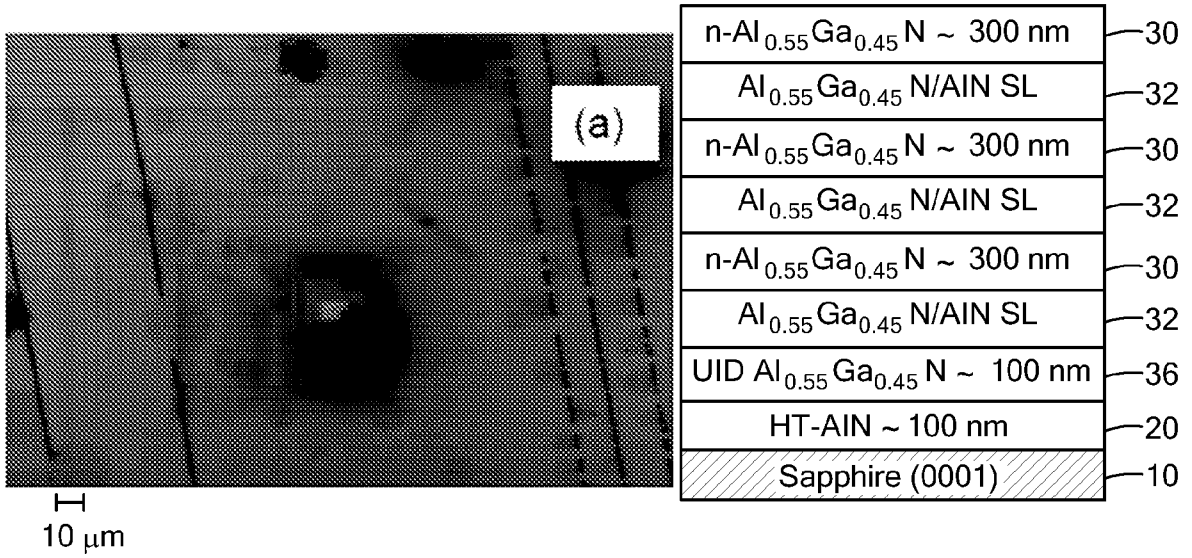 (a)
10 μm
n-Al0.55Ga0.45N ~ 300 nm 30
Al0.55Ga0.45N/AlN SL 32
n-Al0.55Ga0.45N ~ 300 nm 30
Al0.55Ga0.45N/AlN SL 32
n-Al0.55Ga0.45N ~ 300 nm 30
Al0.55Ga0.45N/AlN SL 32
UID Al0.55Ga0.45N ~ 100 nm 36
HT-AlN ~ 100 nm 20
Sapphire (0001) 10